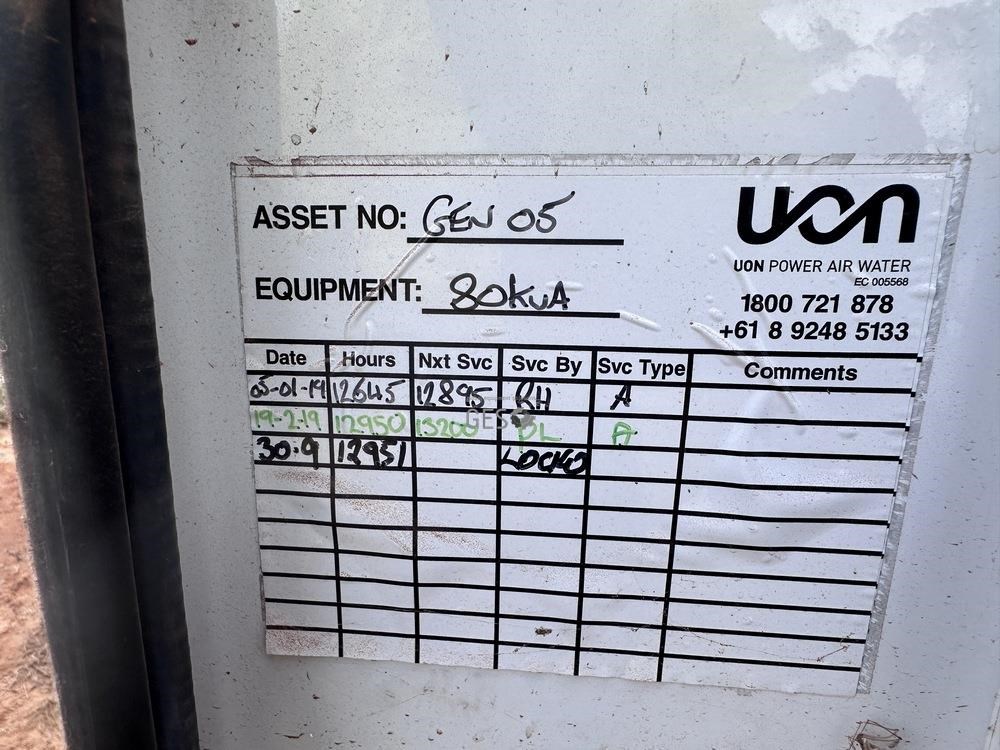 ASSET NO: GEN 05
uon
UON POWER AIR WATER
EC 005568
EQUIPMENT: 80KVA
1800 721 878
+61 8 9248 5133
Date Hours Nxt Svc Svc By Svc Type Comments
05-01-19 12645 12895 RH A
GES
19-2-19 12950 13200 DL A
30.9 12951 LOCKO